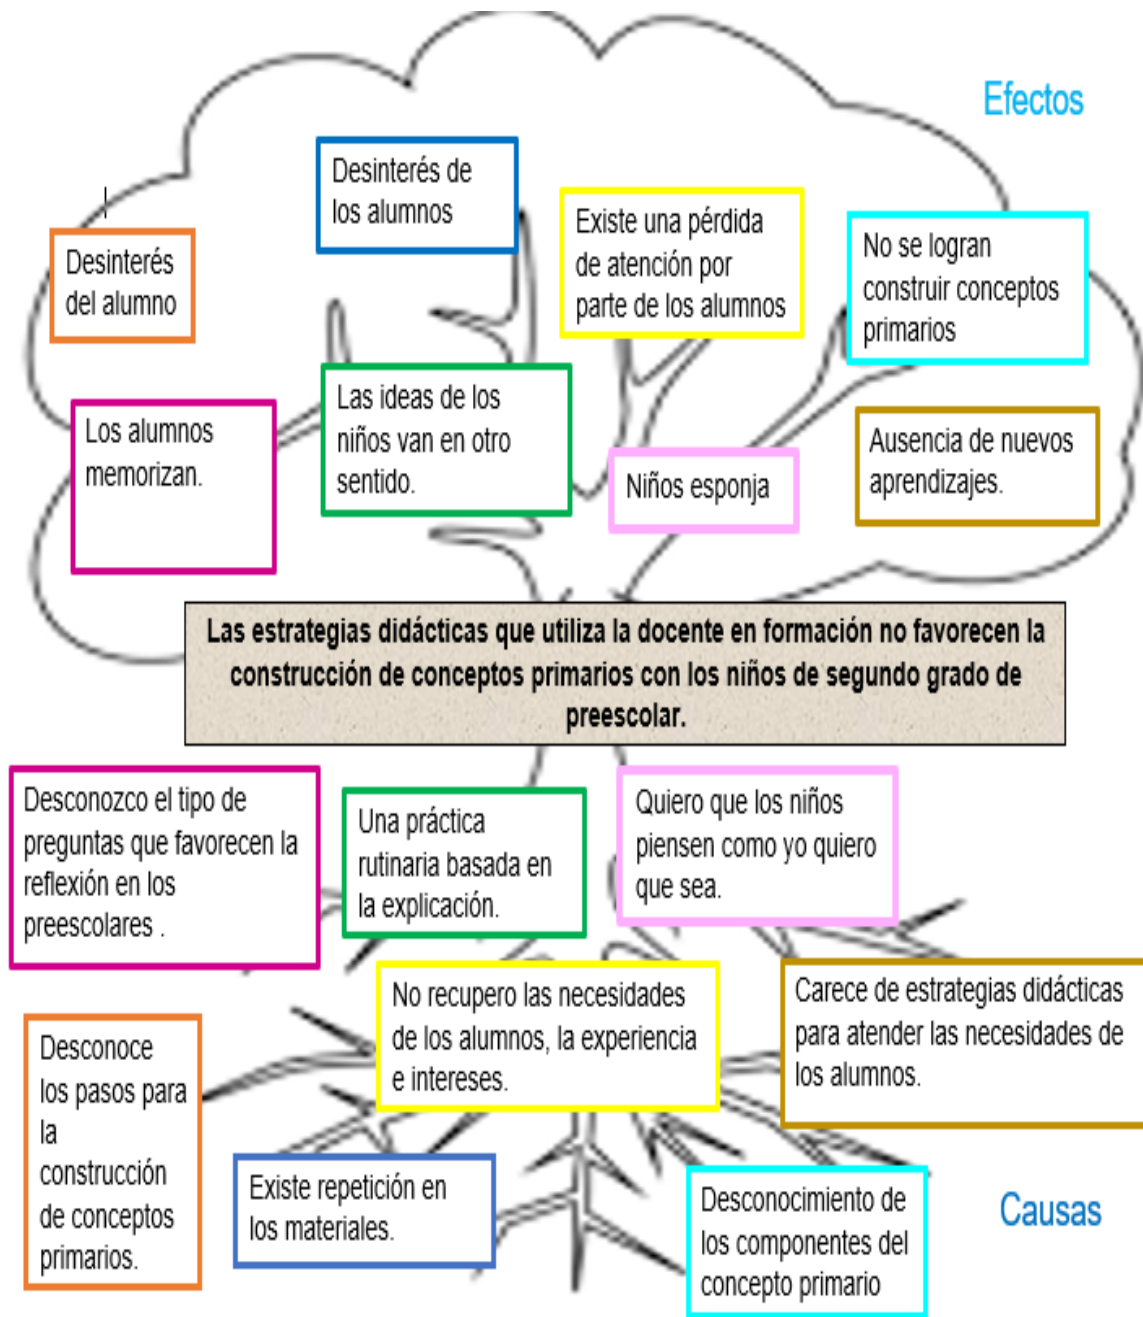 Efectos
Desinterés de
los alumnos
Existe una pérdida
de atención por
parte de los alumnos
No se logran
construir conceptos
primarios
Desinterés
del alumno
Los alumnos
memorizan.
Las ideas de los
niños van en otro
sentido.
Niños esponja
Ausencia de nuevos
aprendizajes.
Las estrategias didácticas que utiliza la docente en formación no favorecen la
construcción de conceptos primarios con los niños de segundo grado de
preescolar.
Desconozco el tipo de
preguntas que favorecen la
reflexión en los
preescolares .
Una práctica
rutinaria basada en
la explicación.
Quiero que los niños
piensen como yo quiero
que sea.
No recupero las necesidades
de los alumnos, la experiencia
e intereses.
Carece de estrategias didácticas
para atender las necesidades de
los alumnos.
Desconoce
los pasos para
la
construcción
de conceptos
primarios.
Existe repetición en
los materiales.
Desconocimiento de
los componentes del
concepto primario
Causas